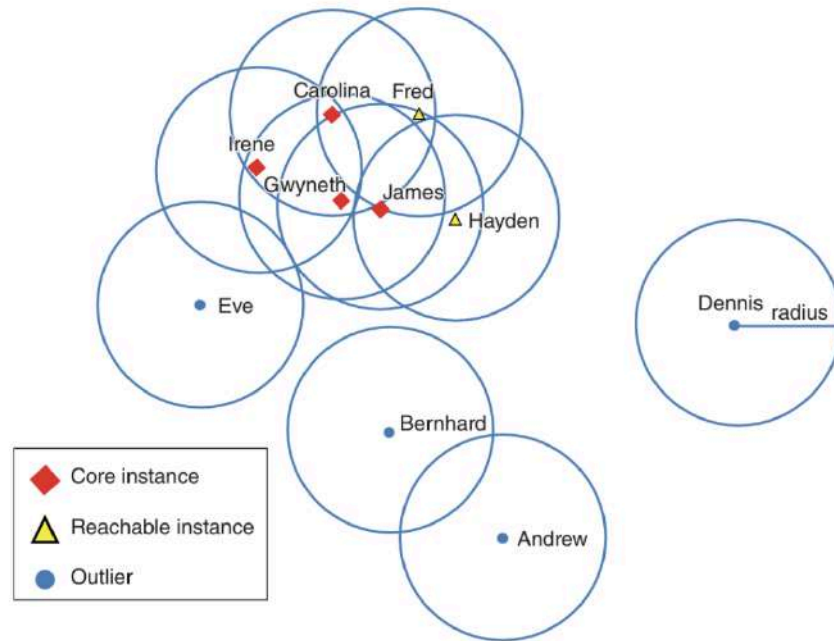 Carolina
Fred
Irene
Gwyneth
James
Hayden
Eve
Dennis
radius
Bernhard
Andrew
Core instance
Reachable instance
Outlier